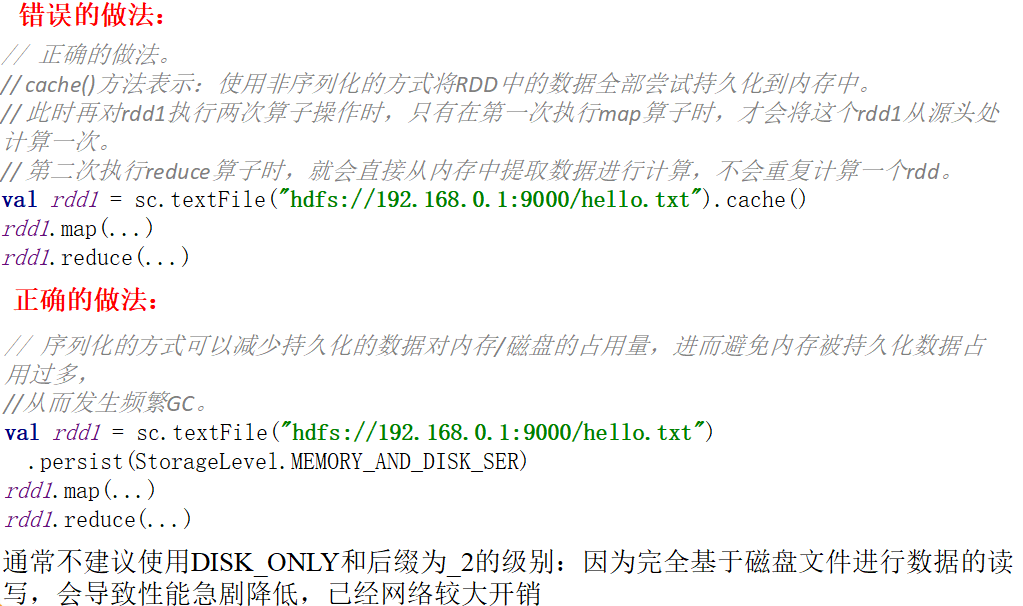 错误的做法：
// 正确的做法。
// cache()方法表示：使用非序列化的方式将RDD中的数据全部尝试持久化到内存中。
// 此时再对rdd1执行两次算子操作时，只有在第一次执行map算子时，才会将这个rdd1从源头处
计算一次。
// 第二次执行reduce算子时，就会直接从内存中提取数据进行计算，不会重复计算一个rdd。
val rdd1 = sc.textFile("hdfs://192.168.0.1:9000/hello.txt").cache()
rdd1.map(...)
rdd1.reduce(...)
正确的做法：
// 序列化的方式可以减少持久化的数据对内存/磁盘的占用量，进而避免内存被持久化数据占
用过多，
//从而发生频繁GC。
val rdd1 = sc.textFile("hdfs://192.168.0.1:9000/hello.txt")
.persist(StorageLevel.MEMORY_AND_DISK_SER)
rdd1.map(...)
rdd1.reduce(...)
通常不建议使用DISK_ONLY和后缀为_2的级别：因为完全基于磁盘文件进行数据的读
写，会导致性能急剧降低，已经网络较大开销